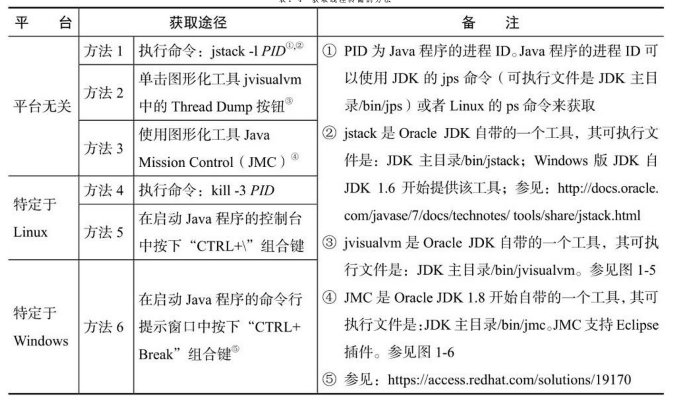 平 台
获取途径
备 注
平台无关
方法 1
执行命令：jstack -l PID①,②
方法 2
单击图形化工具 jvisualvm
中的 Thread Dump 按钮③
方法 3
使用图形化工具 Java
Mission Control（JMC）④
特定于
Linux
方法 4
执行命令：kill -3 PID
方法 5
在启动 Java 程序的控制台
中按下“CTRL+\”组合键
特定于
Windows
方法 6
在启动 Java 程序的命令行
提示窗口中按下“CTRL+
Break”组合键⑤
① PID 为 Java 程序的进程 ID。Java 程序的进程 ID 可
以使用 JDK 的 jps 命令（可执行文件是 JDK 主目
录/bin/jps）或者 Linux 的 ps 命令来获取
② jstack 是 Oracle JDK 自带的一个工具，其可执行文
件是：JDK 主目录/bin/jstack；Windows 版 JDK 自
JDK 1.6 开始提供该工具；参见：http://docs.oracle.
com/javase/7/docs/technotes/ tools/share/jstack.html
③ jvisualvm 是 Oracle JDK 自带的一个工具，其可执
行文件是：JDK 主目录/bin/jvisualvm。参见图 1-5
④ JMC 是 Oracle JDK 1.8 开始自带的一个工具，其可
执行文件是：JDK 主目录/bin/jmc。JMC 支持 Eclipse
插件。参见图 1-6
⑤ 参见：https://access.redhat.com/solutions/19170